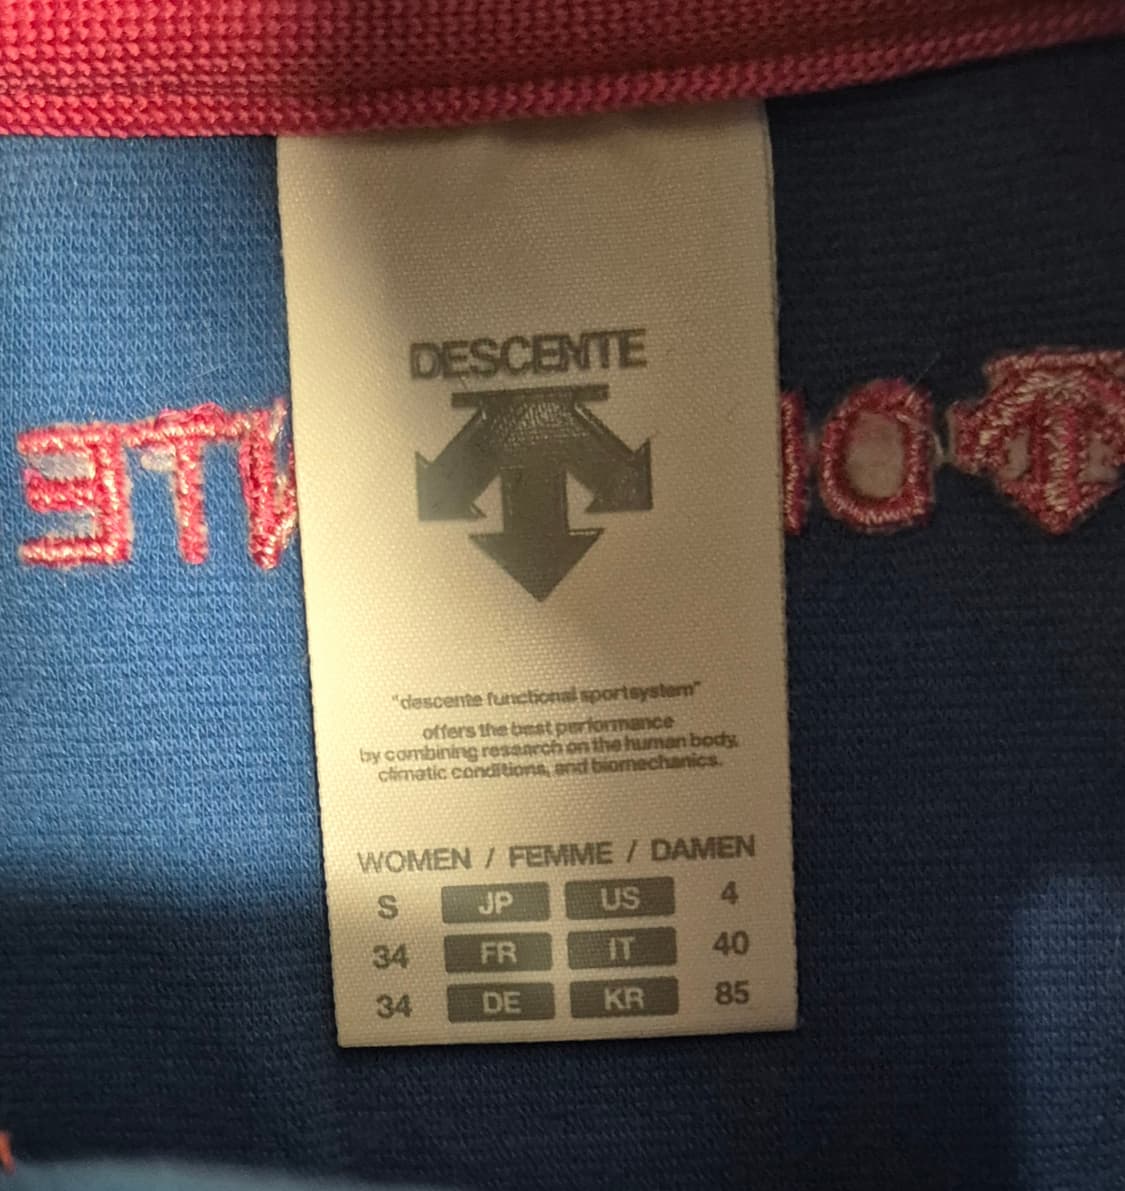 DESCENTE
"descente functional sportsystem"
offers the best performance
by combining research on the human body,
climatic conditions, and biomechanics.
WOMEN / FEMME / DAMEN
S JP US 4
34 FR IT 40
34 DE KR 85